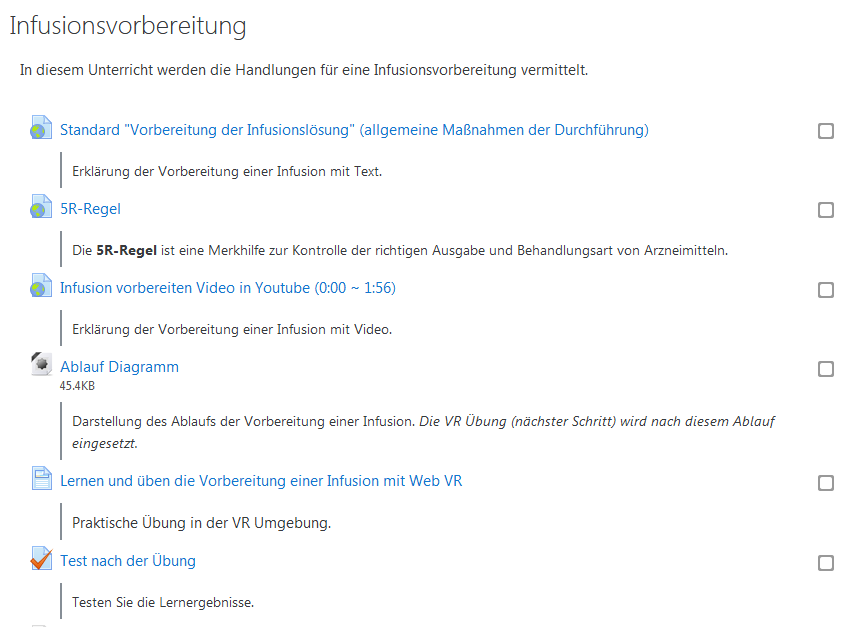 Infusionsvorbereitung
In diesem Unterricht werden die Handlungen für eine Infusionsvorbereitung vermittelt.
Standard "Vorbereitung der Infusionslösung" (allgemeine Maßnahmen der Durchführung)
Erklärung der Vorbereitung einer Infusion mit Text.
5R-Regel
Die 5R-Regel ist eine Merkhilfe zur Kontrolle der richtigen Ausgabe und Behandlungsart von Arzneimitteln.
Infusion vorbereiten Video in Youtube (0:00 ~ 1:56)
Erklärung der Vorbereitung einer Infusion mit Video.
Ablauf Diagramm
45.4KB
Darstellung des Ablaufs der Vorbereitung einer Infusion. Die VR Übung (nächster Schritt) wird nach diesem Ablauf
eingesetzt.
Lernen und üben die Vorbereitung einer Infusion mit Web VR
Praktische Übung in der VR Umgebung.
Test nach der Übung
Testen Sie die Lernergebnisse.